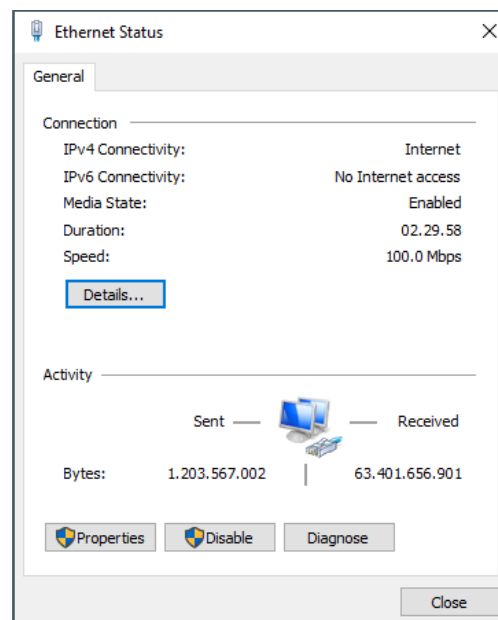 Ethernet Status
General
Connection
IPv4 Connectivity: Internet
IPv6 Connectivity: No Internet access
Media State: Enabled
Duration: 02.29.58
Speed: 100.0 Mbps
Details...
Activity
Sent Received
Bytes: 1.203.567.002 63.401.656.901
Properties Disable Diagnose
Close